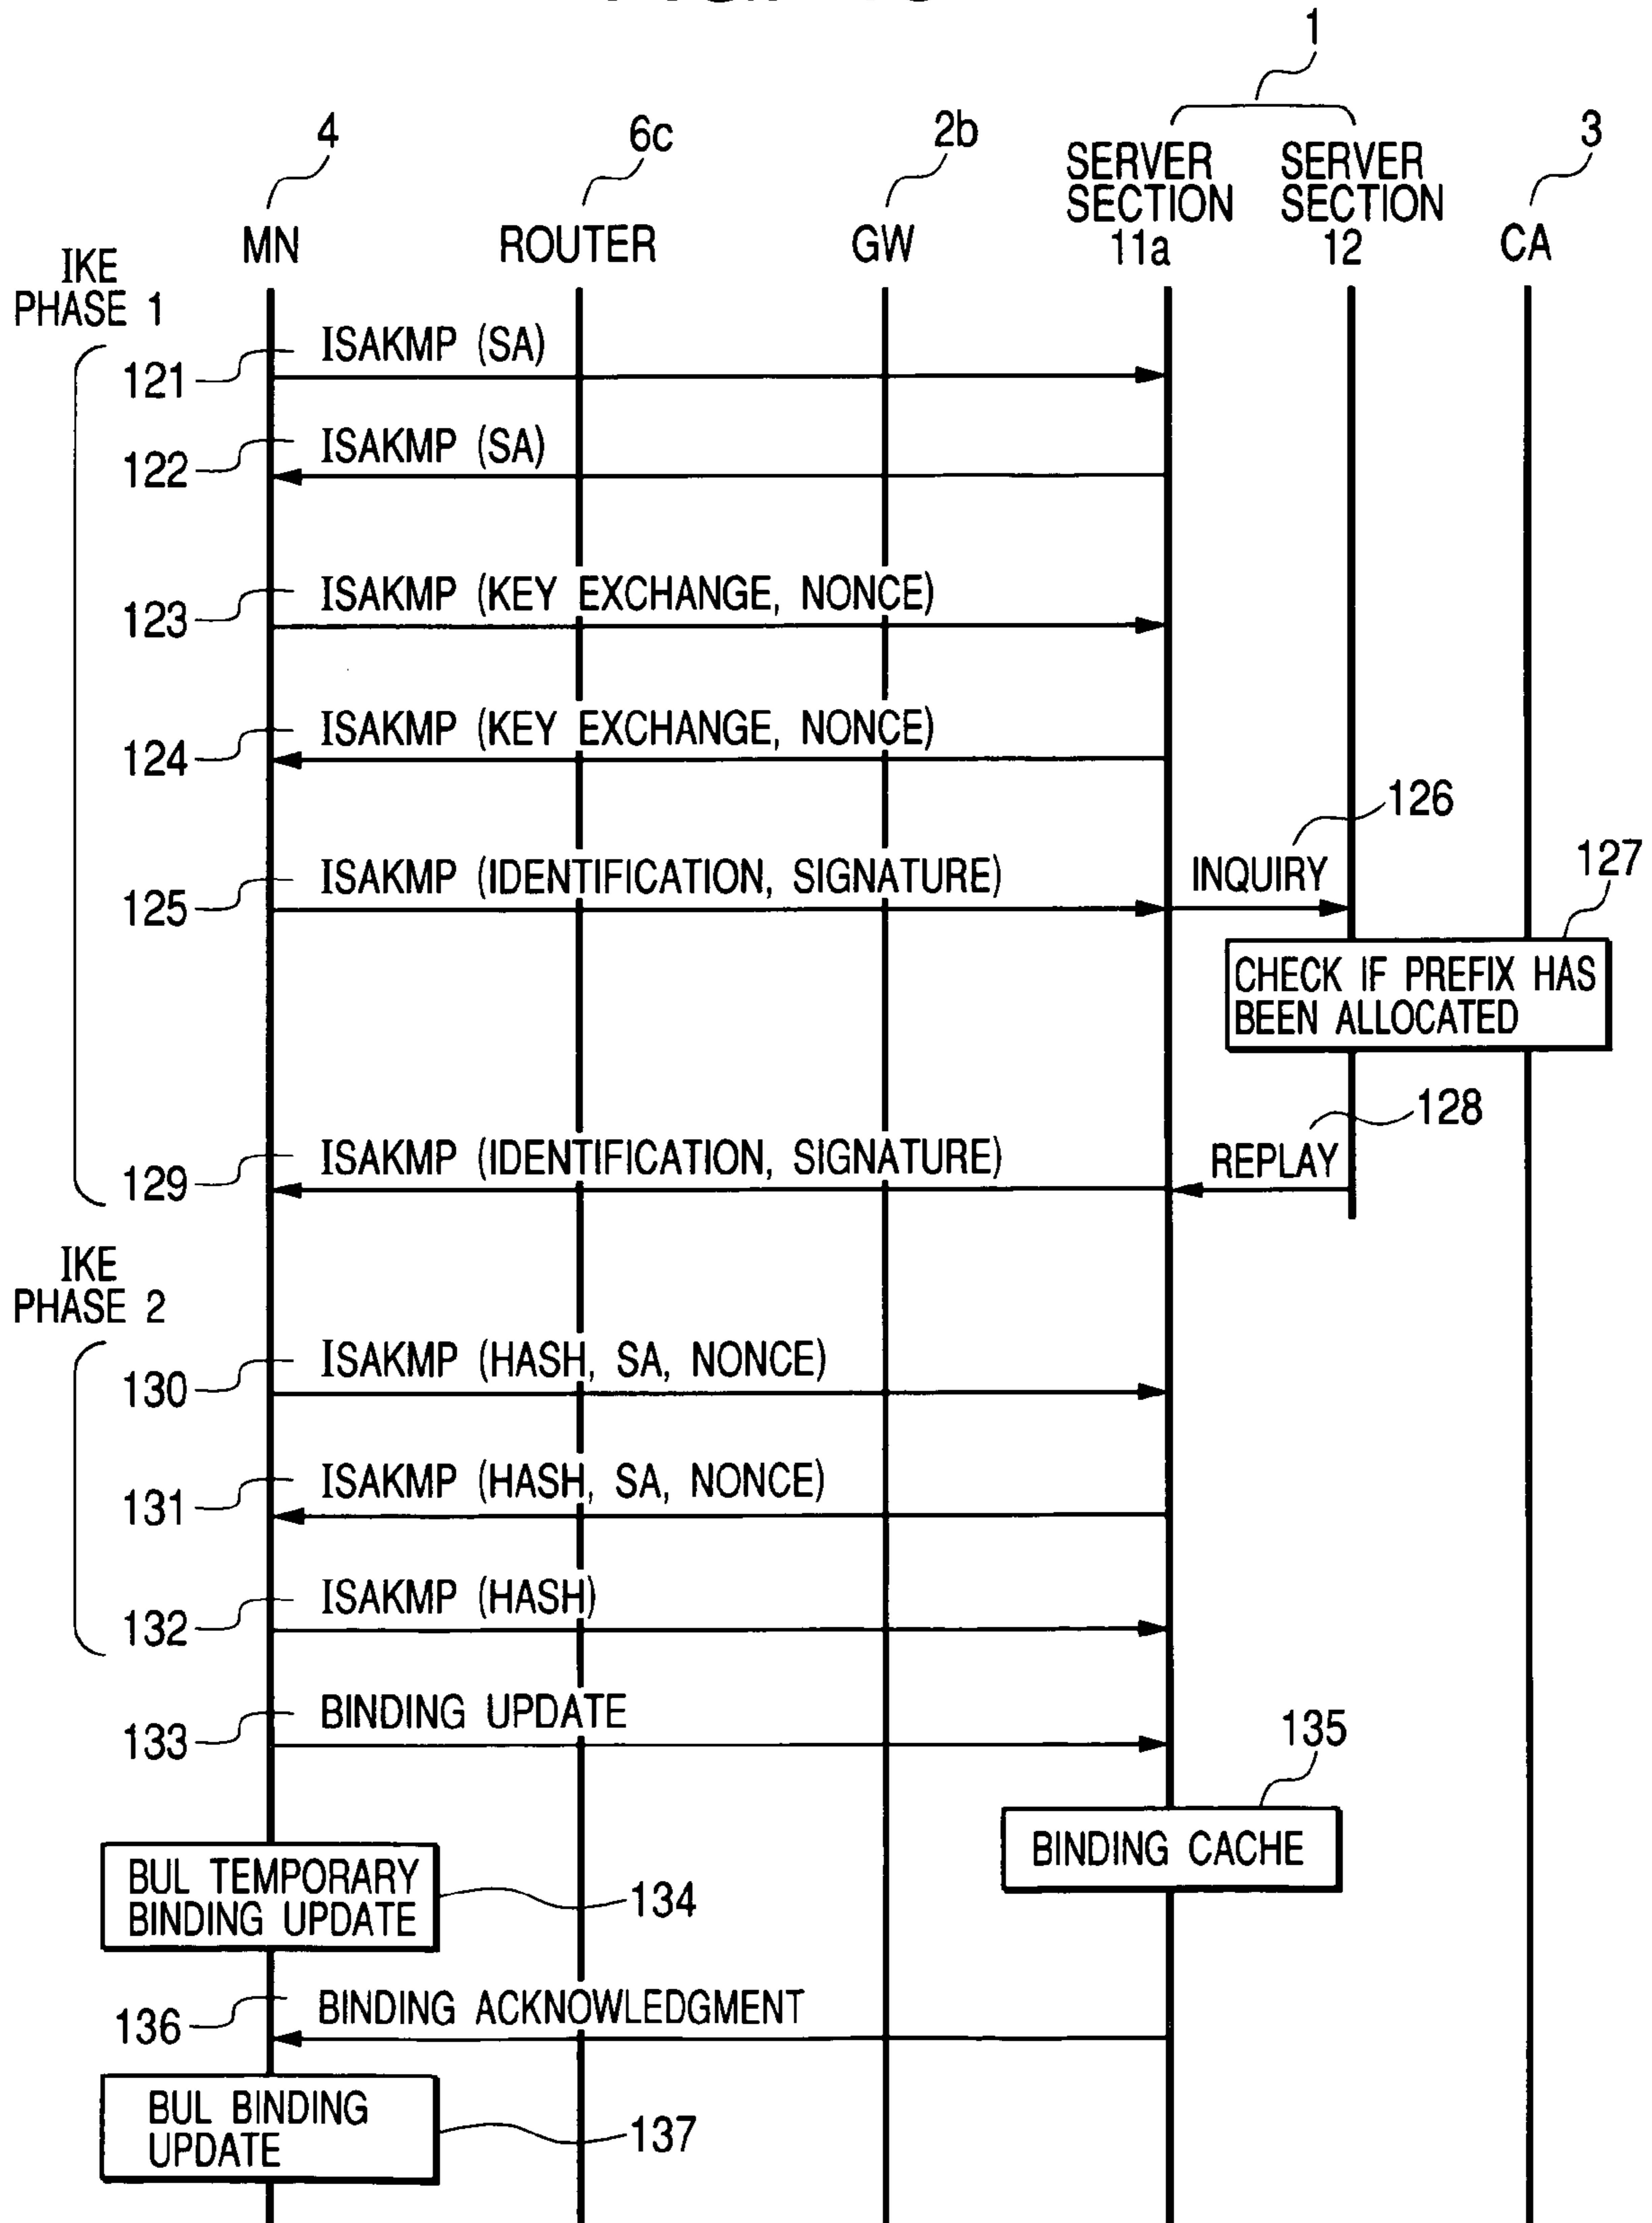 1
4
6c
2b
3
SERVER SECTION 11a
SERVER SECTION 12
MN
ROUTER
GW
CA
IKE
PHASE 1
121
ISAKMP (SA)
122
ISAKMP (SA)
123
ISAKMP (KEY EXCHANGE, NONCE)
124
ISAKMP (KEY EXCHANGE, NONCE)
126
125
ISAKMP (IDENTIFICATION, SIGNATURE)
INQUIRY
127
CHECK IF PREFIX HAS
BEEN ALLOCATED
128
129
ISAKMP (IDENTIFICATION, SIGNATURE)
REPLAY
IKE
PHASE 2
130
ISAKMP (HASH, SA, NONCE)
131
ISAKMP (HASH, SA, NONCE)
132
ISAKMP (HASH)
133
BINDING UPDATE
135
BINDING CACHE
BUL TEMPORARY
BINDING UPDATE
134
136
BINDING ACKNOWLEDGMENT
BUL BINDING
UPDATE
137